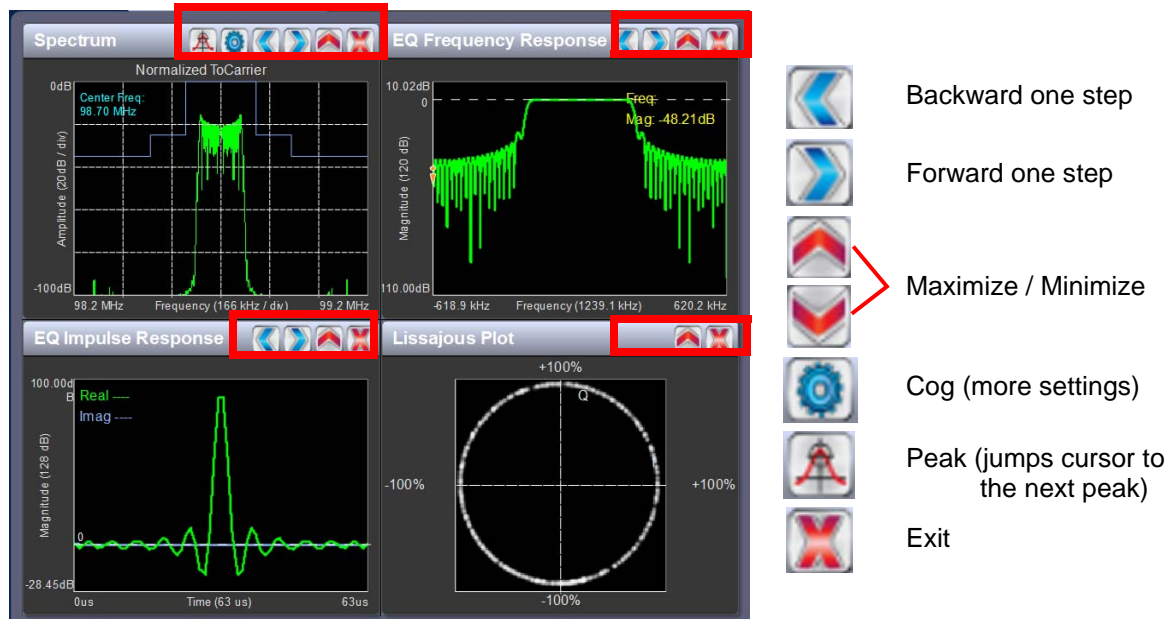 Spectrum
Normalized ToCarrier
0dB
Center Freq:
98.70 MHz
Amplitude (20dB / div)
-100dB
98.2 MHz
Frequency (166 kHz / div)
99.2 MHz
EQ Frequency Response
10.02dB
0
Freq:
Mag: -48.21dB
Magnitude (120 dB)
110.00dB
-618.9 kHz
Frequency (1239.1 kHz)
620.2 kHz
EQ Impulse Response
100.00d
B
Real ----
Imag ----
Magnitude (128 dB)
0
-28.45dB
0us
Time (63 us)
63us
Lissajous Plot
+100%
Q
-100%
+100%
-100%
Backward one step
Forward one step
Maximize / Minimize
Cog (more settings)
Peak (jumps cursor to
the next peak)
Exit